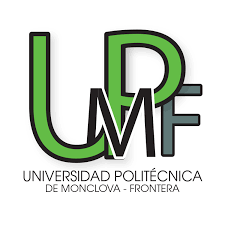 UPMF
UNIVERSIDAD POLITÉCNICA
DE MONCLOVA - FRONTERA